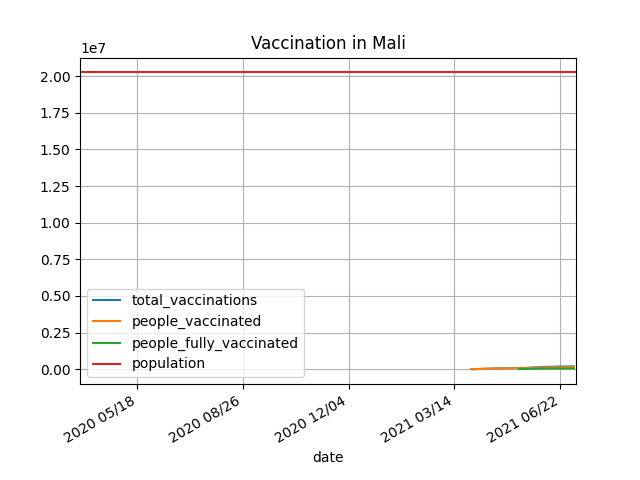 Vaccination in Mali
1e7
2.00
1.75
1.50
1.25
1.00
0.75
0.50
0.25
0.00
total_vaccinations
people_vaccinated
people_fully_vaccinated
population
2020 05/18
2020 08/26
2020 12/04
2021 03/14
2021 06/22
date